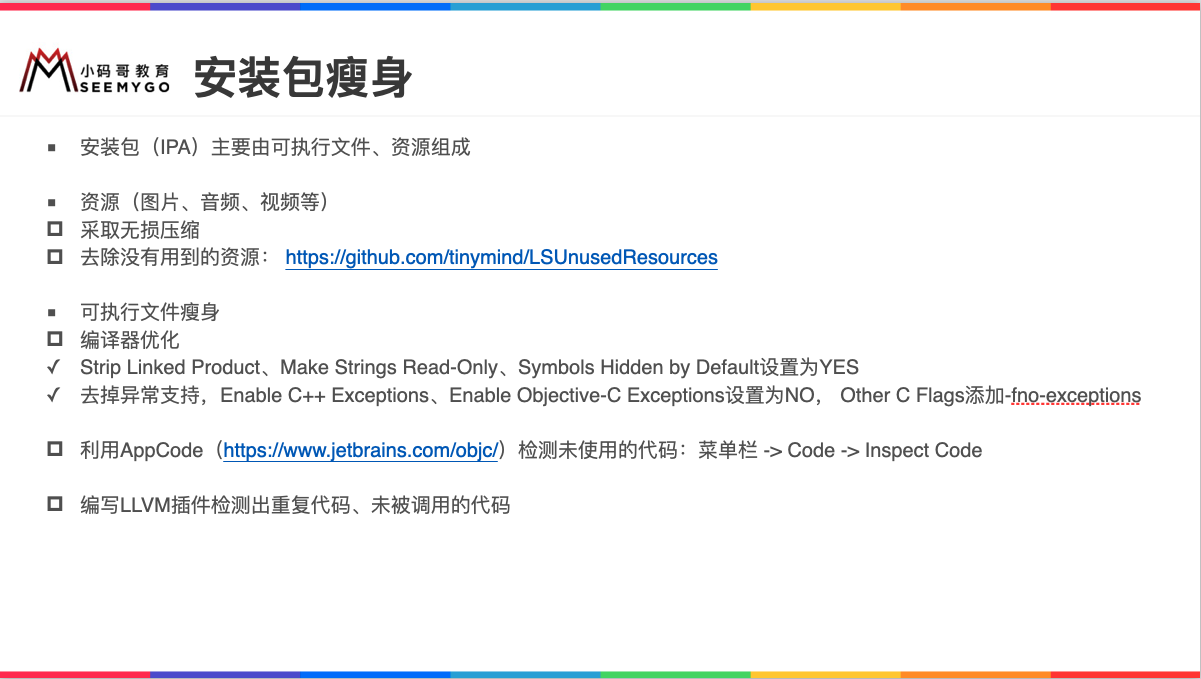 小码哥教育
SEEMYGO
安装包瘦身
安装包（IPA）主要由可执行文件、资源组成
资源（图片、音频、视频等）
采取无损压缩
去除没有用到的资源： https://github.com/tinymind/LSUnusedResources
可执行文件瘦身
编译器优化
Strip Linked Product、Make Strings Read-Only、Symbols Hidden by Default设置为YES
去掉异常支持，Enable C++ Exceptions、Enable Objective-C Exceptions设置为NO， Other C Flags添加-fno-exceptions
利用AppCode（https://www.jetbrains.com/objc/）检测未使用的代码：菜单栏 -> Code -> Inspect Code
编写LLVM插件检测出重复代码、未被调用的代码